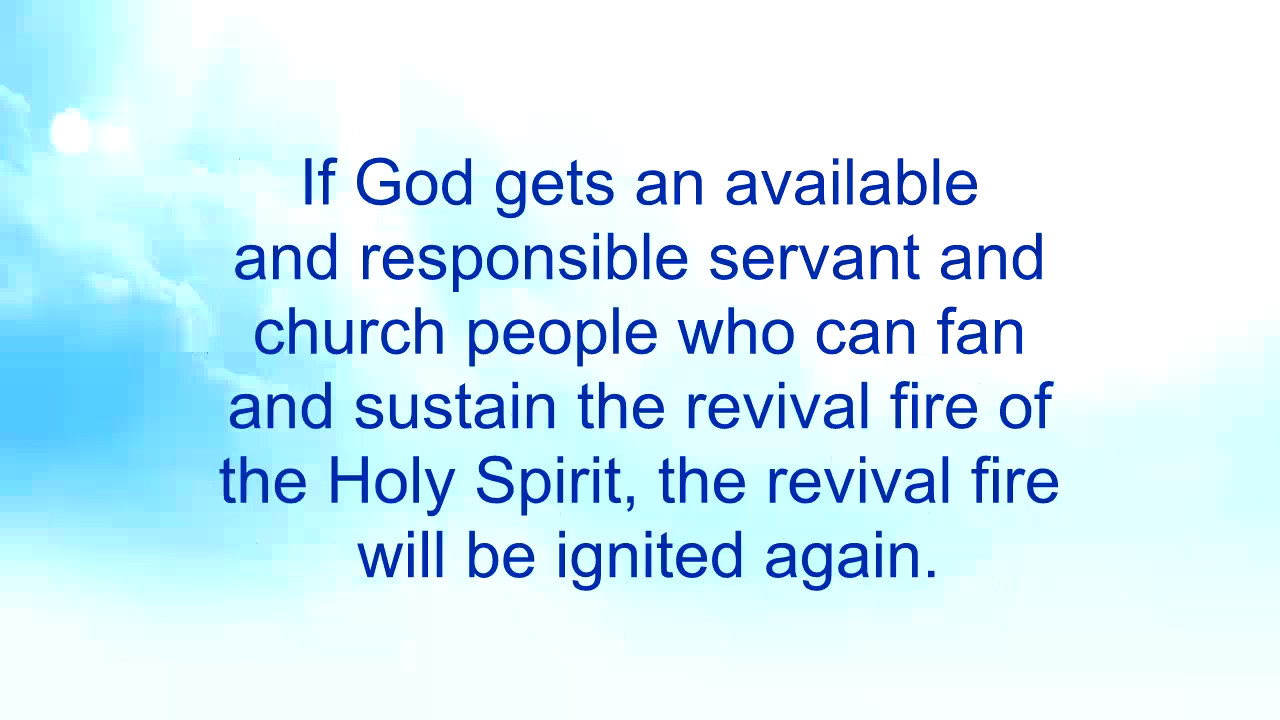 If God gets an available
and responsible servant and
church people who can fan
and sustain the revival fire of
the Holy Spirit, the revival fire
will be ignited again.